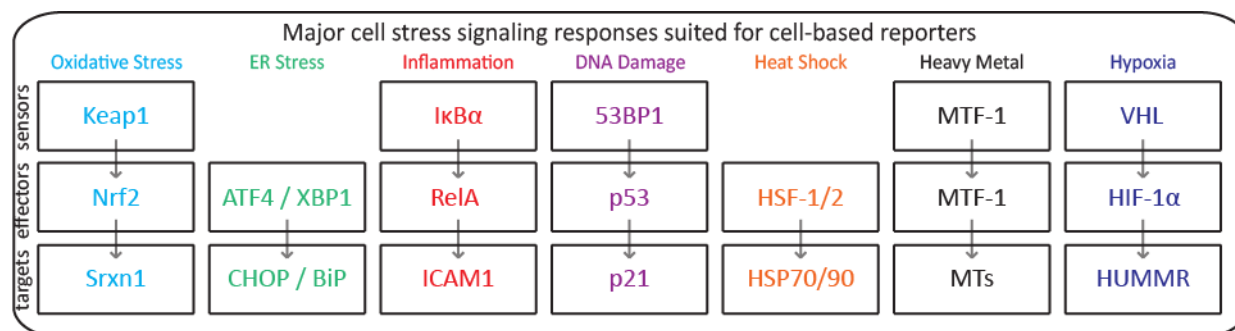 Major cell stress signaling responses suited for cell-based reporters
Oxidative Stress ER Stress Inflammation DNA Damage Heat Shock Heavy Metal Hypoxia
sensors Keap1 IκBα 53BP1 MTF-1 VHL
effectors Nrf2 ATF4 / XBP1 RelA p53 HSF-1/2 MTF-1 HIF-1α
targets Srxn1 CHOP / BiP ICAM1 p21 HSP70/90 MTs HUMMR